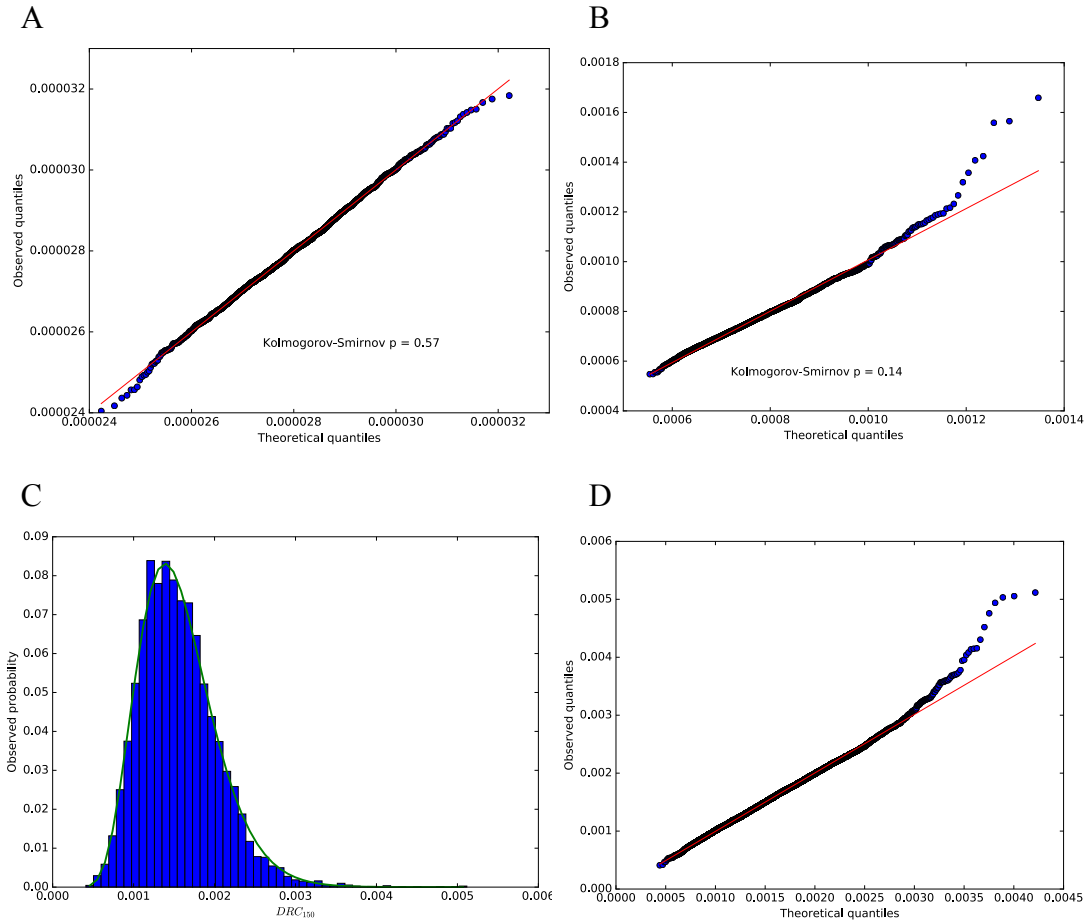 A
0.000032
0.000030
0.000028
0.000026
0.000024
Observed quantiles
Kolmogorov-Smirnov p = 0.57
0.000024 0.000026 0.000028 0.000030 0.000032
Theoretical quantiles
B
0.0018
0.0016
0.0014
0.0012
0.0010
0.0008
0.0006
0.0004
Observed quantiles
Kolmogorov-Smirnov p = 0.14
0.0006 0.0008 0.0010 0.0012 0.0014
Theoretical quantiles
C
0.09
0.08
0.07
0.06
0.05
0.04
0.03
0.02
0.01
0.00
Observed probability
0.000 0.001 0.002 0.003 0.004 0.005 0.006
DRC150
D
0.006
0.005
0.004
0.003
0.002
0.001
0.000
Observed quantiles
0.0005 0.0010 0.0015 0.0020 0.0025 0.0030 0.0035 0.0040 0.0045
Theoretical quantiles